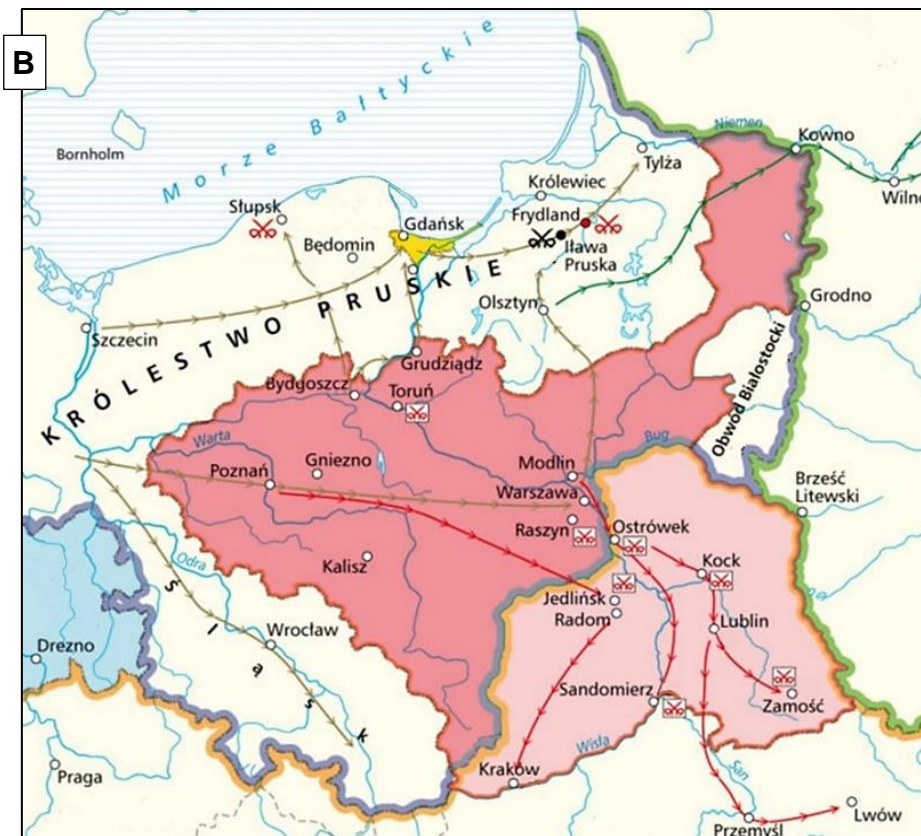 B
Morze Bałtyckie
Bornholm
Niemen
Kowno
Wilno
Tylża
Królewiec
Słupsk
Gdańsk
Frydland
Będomin
Iława
Pruska
KRÓLESTWO PRUSKIE
Olsztyn
Grodno
Szczecin
Grudziądz
Bydgoszcz
Toruń
Obwód Białostocki
Warta
Bug
Poznań
Gniezno
Modlin
Warszawa
Brześć
Litewski
Raszyn
Ostrówek
Kock
Odra
Kalisz
Jedlińsk
Radom
Lublin
Śląsk
Wrocław
Drezno
Sandomierz
Zamość
Wisła
San
Praga
Kraków
Przemyśl
Lwów